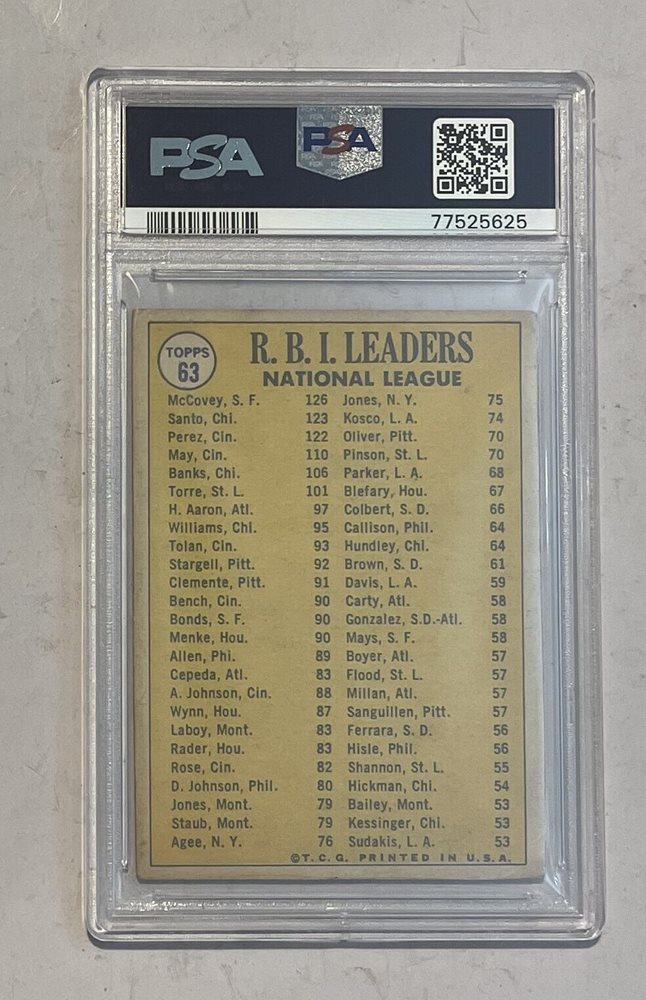 PSA
PSA
77525625
TOPPS
63
R. B. I. LEADERS
NATIONAL LEAGUE
McCovey, S. F. 126 Jones, N. Y. 75
Santo, Chi. 123 Kosco, L. A. 74
Perez, Cin. 122 Oliver, Pitt. 70
May, Cin. 110 Pinson, St. L. 70
Banks, Chi. 106 Parker, L. A. 68
Torre, St. L. 101 Blefary, Hou. 67
H. Aaron, Atl. 97 Colbert, S. D. 66
Williams, Chi. 95 Callison, Phil. 64
Tolan, Cin. 93 Hundley, Chi. 64
Stargell, Pitt. 92 Brown, S. D. 61
Clemente, Pitt. 91 Davis, L. A. 59
Bench, Cin. 90 Carty, Atl. 58
Bonds, S. F. 90 Gonzalez, S.D.-Atl. 58
Menke, Hou. 90 Mays, S. F. 58
Allen, Phi. 89 Boyer, Atl. 57
Cepeda, Atl. 83 Flood, St. L. 57
A. Johnson, Cin. 88 Millan, Atl. 57
Wynn, Hou. 87 Sanguillen, Pitt. 57
Laboy, Mont. 83 Ferrara, S. D. 56
Rader, Hou. 83 Hisle, Phil. 56
Rose, Cin. 82 Shannon, St. L. 55
D. Johnson, Phil. 80 Hickman, Chi. 54
Jones, Mont. 79 Bailey, Mont. 53
Staub, Mont. 79 Kessinger, Chi. 53
Agee, N. Y. 76 Sudakis, L. A. 53
©T. C. G. PRINTED IN U.S.A.